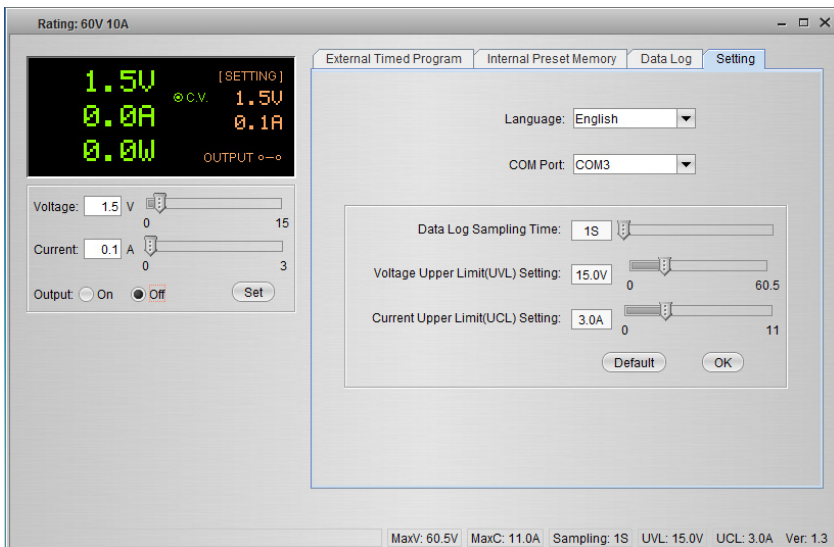 Rating: 60V 10A
1.5V
0.0A
0.0W
C.V.
[SETTING]
1.5V
0.1A
OUTPUT
Voltage: 1.5 V
0 15
Current: 0.1 A
0 3
Output: On Off Set
External Timed Program Internal Preset Memory Data Log Setting
Language: English
COM Port: COM3
Data Log Sampling Time: 1S
Voltage Upper Limit(UVL) Setting: 15.0V
0 60.5
Current Upper Limit(UCL) Setting: 3.0A
0 11
Default OK
MaxV: 60.5V MaxC: 11.0A Sampling: 1S UVL: 15.0V UCL: 3.0A Ver: 1.3